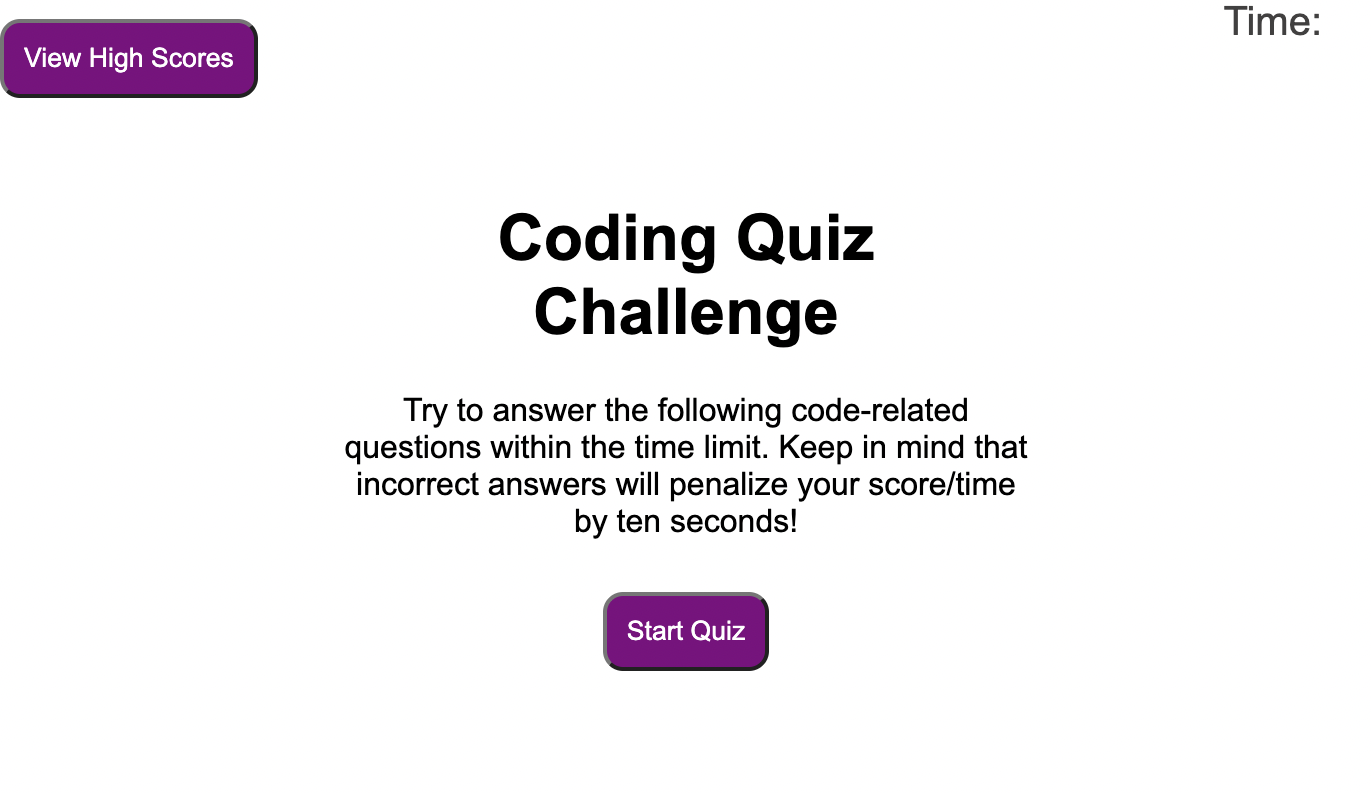 View High Scores
Time:
Coding Quiz
Challenge
Try to answer the following code-related
questions within the time limit. Keep in mind that
incorrect answers will penalize your score/time
by ten seconds!
Start Quiz